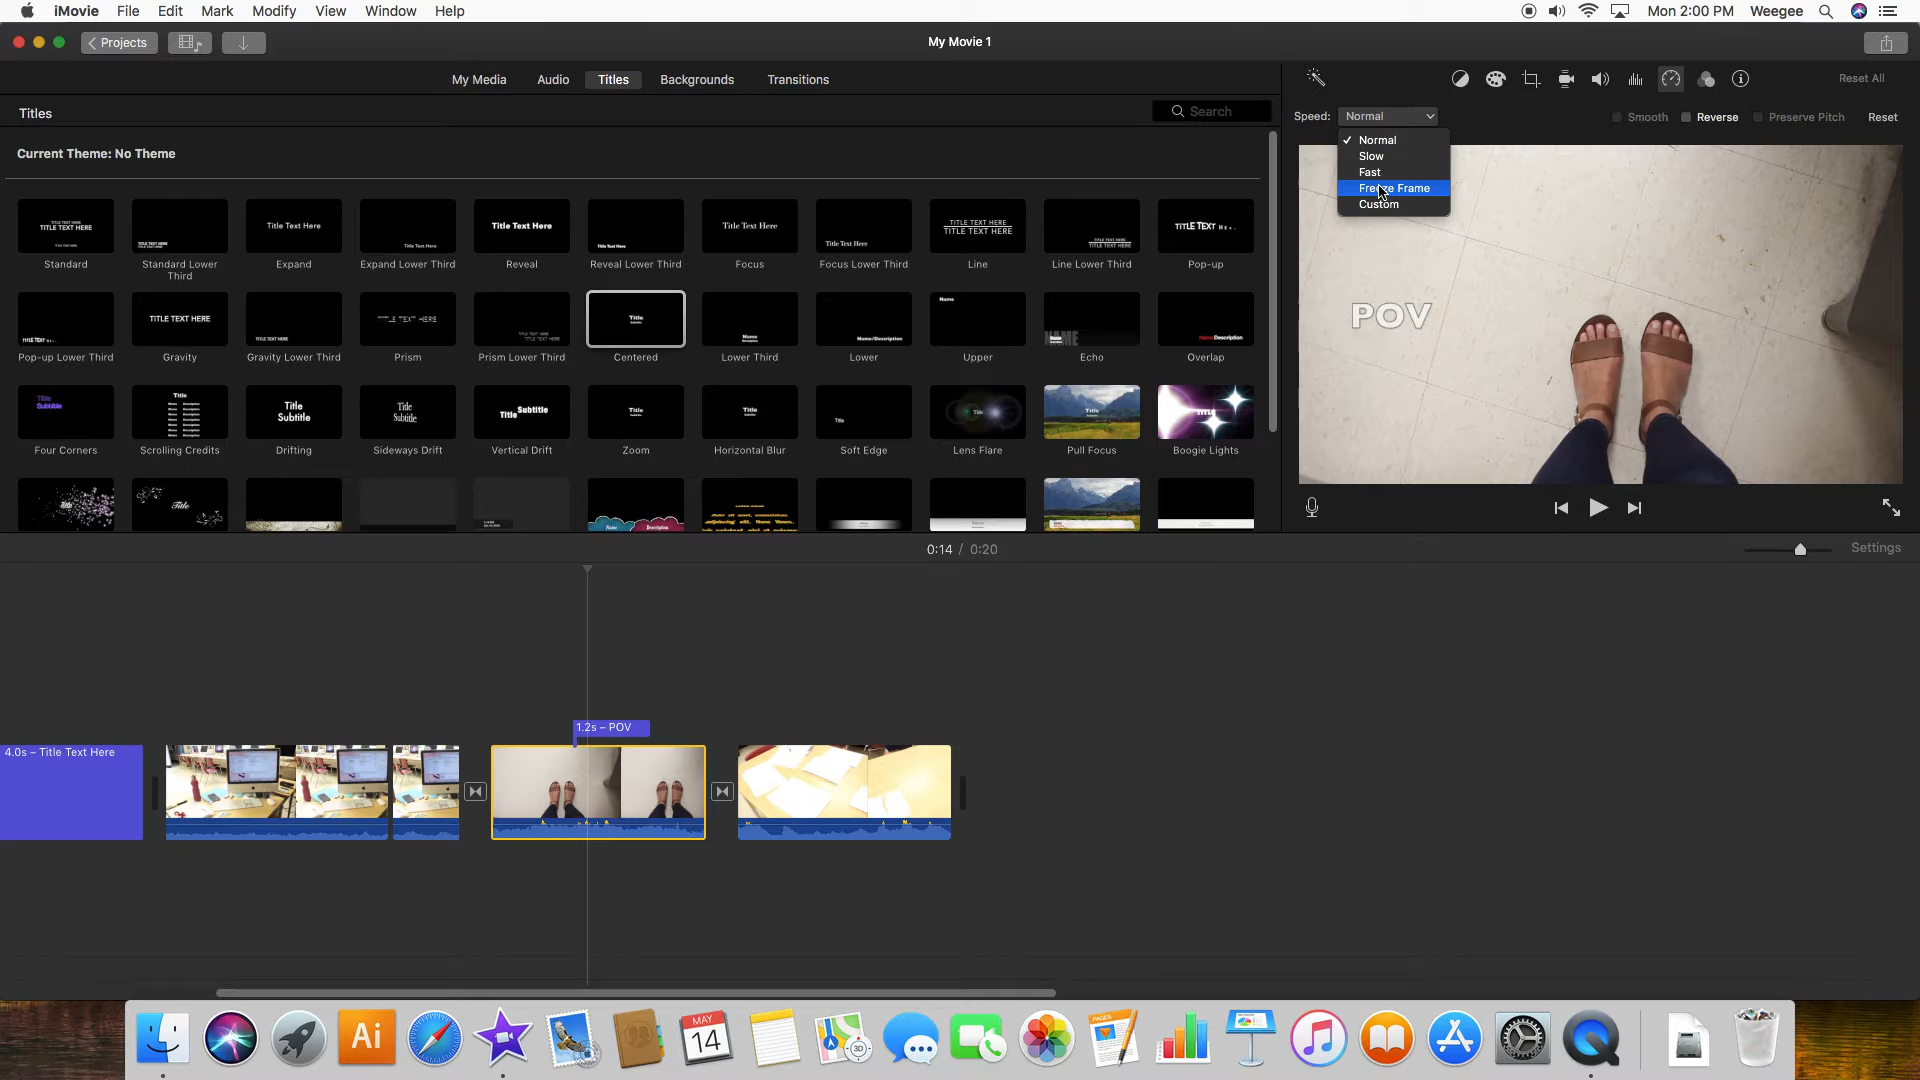 iMovie File Edit Mark Modify View Window Help Mon 2:00 PM Weegee
Projects My Movie 1
My Media Audio Titles Backgrounds Transitions Reset All
Titles Search
Speed: Normal Smooth Reverse Preserve Pitch Reset
Normal
Slow
Fast
Freeze Frame
Custom
Current Theme: No Theme
Standard Standard Lower Third Expand Expand Lower Third Reveal Reveal Lower Third Focus Focus Lower Third Line Line Lower Third Pop-up
Pop-up Lower Third Gravity Gravity Lower Third Prism Prism Lower Third Centered Lower Third Lower Upper Echo Overlap
Four Corners Scrolling Credits Drifting Sideways Drift Vertical Drift Zoom Horizontal Blur Soft Edge Lens Flare Pull Focus Boogie Lights
POV
0:14 / 0:20 Settings
1.2s – POV
4.0s – Title Text Here
Ai MAY 14 3D PAGES